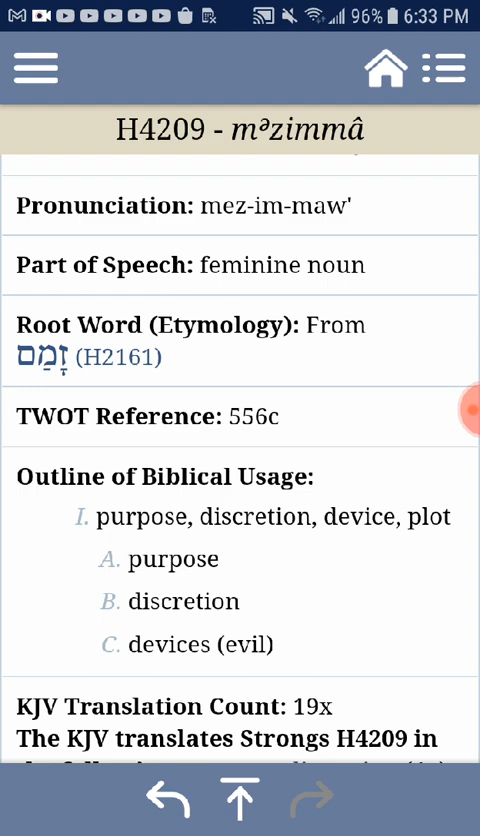 96% 6:33 PM
H4209 - mᵊzimmâ
Pronunciation: mez-im-maw'
Part of Speech: feminine noun
Root Word (Etymology): From
זָמַם (H2161)
TWOT Reference: 556c
Outline of Biblical Usage:
I. purpose, discretion, device, plot
A. purpose
B. discretion
C. devices (evil)
KJV Translation Count: 19x
The KJV translates Strongs H4209 in